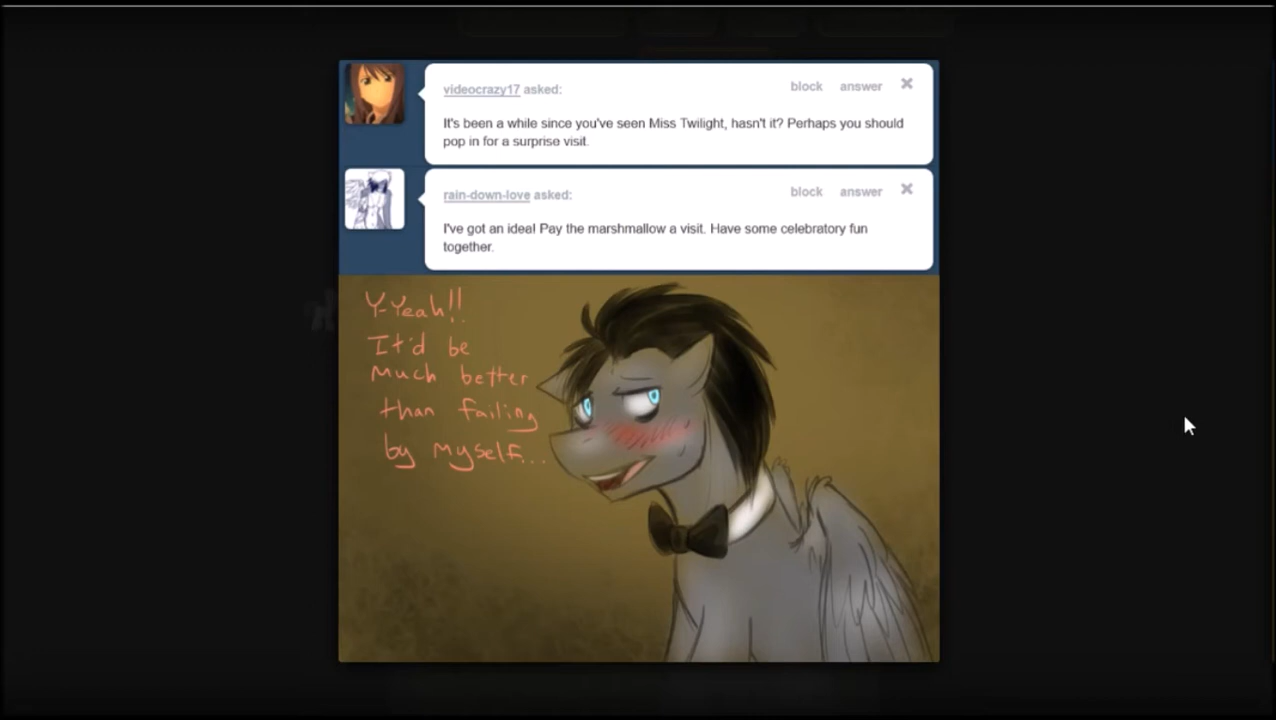 videocrazy17 asked:
block answer
It's been a while since you've seen Miss Twilight, hasn't it? Perhaps you should
pop in for a surprise visit.
rain-down-love asked:
block answer
I've got an idea! Pay the marshmallow a visit. Have some celebratory fun
together.
Y-Yeah!!
It'd be
Much better
than failing
by myself...